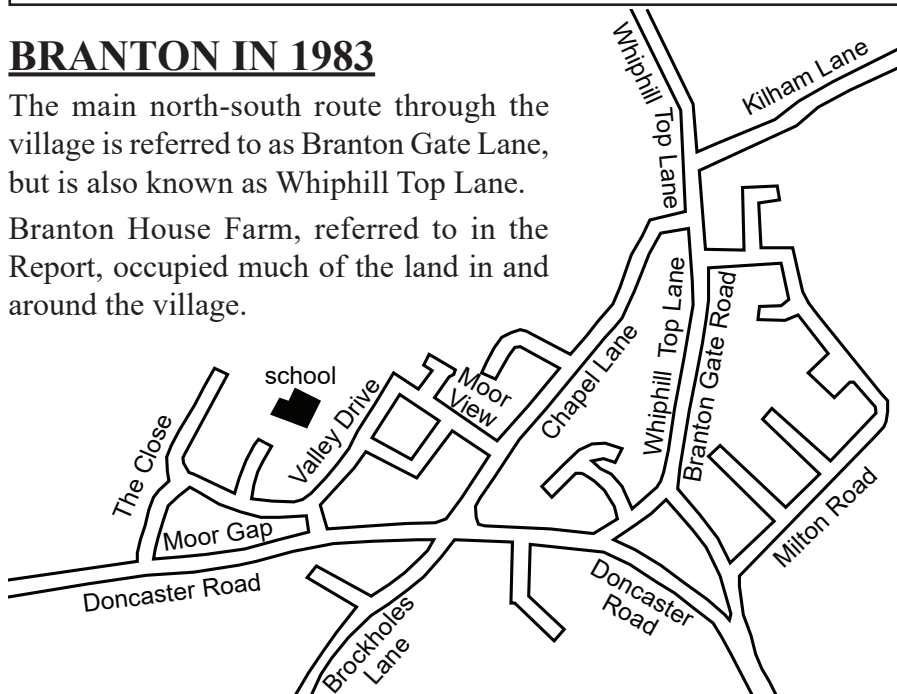 BRANTON IN 1983
The main north-south route through the
village is referred to as Branton Gate Lane,
but is also known as Whiphill Top Lane.
Branton House Farm, referred to in the
Report, occupied much of the land in and
around the village.
Whiphill Top Lane
Kilham Lane
school
The Close
Valley Drive
Moor
View
Chapel Lane
Whiphill Top Lane
Branton Gate Road
Moor Gap
Milton Road
Doncaster Road
Doncaster
Road
Brockholes
Lane